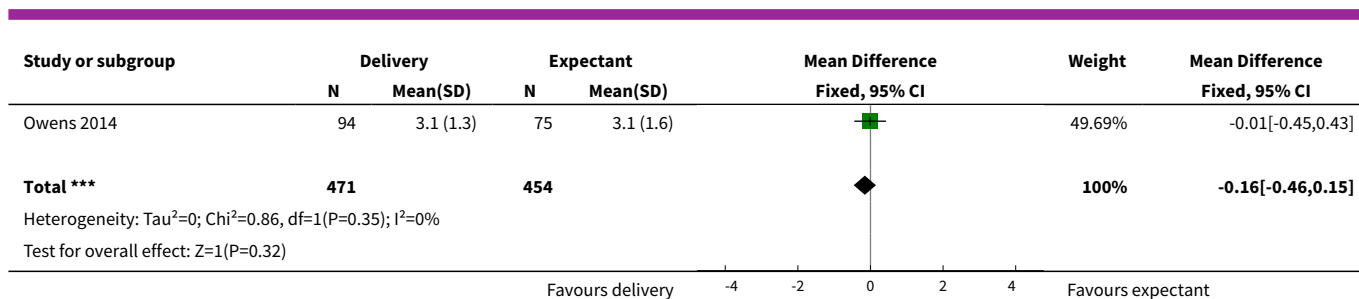 Study or subgroup Delivery Expectant Mean Difference Weight Mean Difference
N Mean(SD) N Mean(SD) Fixed, 95% CI Fixed, 95% CI
Owens 2014 94 3.1 (1.3) 75 3.1 (1.6) 49.69% -0.01[-0.45,0.43]
Total *** 471 454 100% -0.16[-0.46,0.15]
Heterogeneity: Tau²=0; Chi²=0.86, df=1(P=0.35); I²=0%
Test for overall effect: Z=1(P=0.32)
Favours delivery -4 -2 0 2 4 Favours expectant